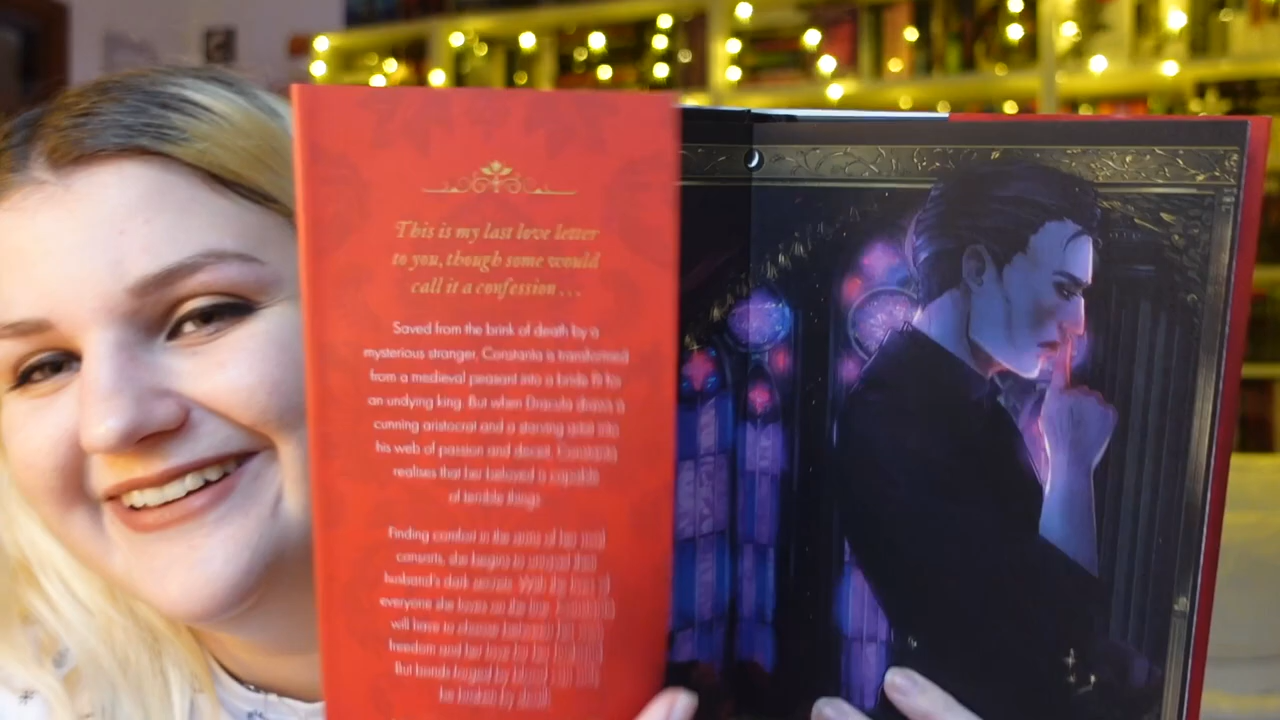 This is my last love letter
to you, though some would
call it a confession . . .
Saved from the brink of death by a
mysterious stranger, Constanta is transformed
from a medieval peasant into a bride fit for
an undying king. But when Dracula draws a
cunning aristocrat and a starving artist into
his web of passion and deceit, Constanta
realises that her beloved is capable
of terrible things.
Finding comfort in the arms of her rival
consorts, she begins to unravel their
husband's dark secrets. With the lives of
everyone she loves on the line, Constanta
will have to choose between her own
freedom and her love for her husband.
But bonds forged by blood can only
be broken by death.